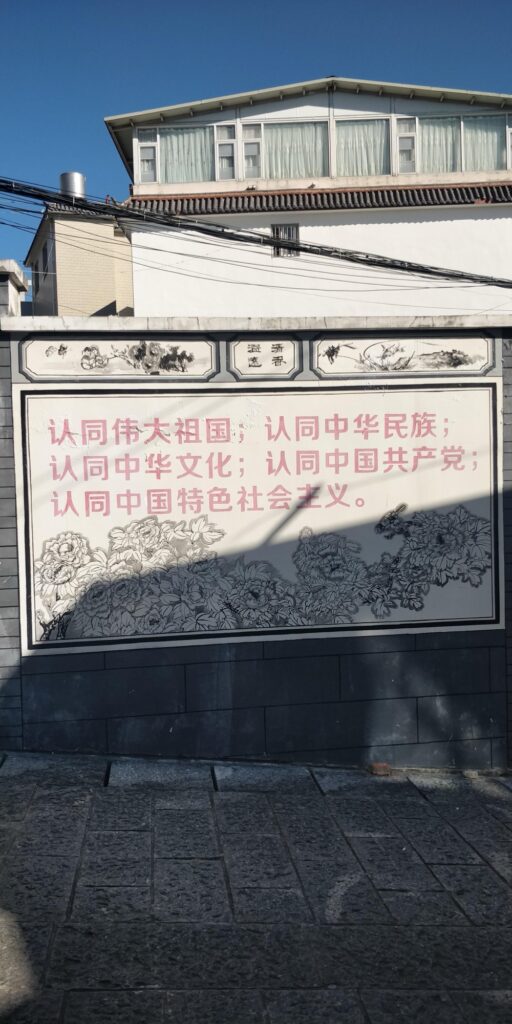 认同伟大祖国；认同中华民族；
认同中华文化；认同中国共产党；
认同中国特色社会主义。